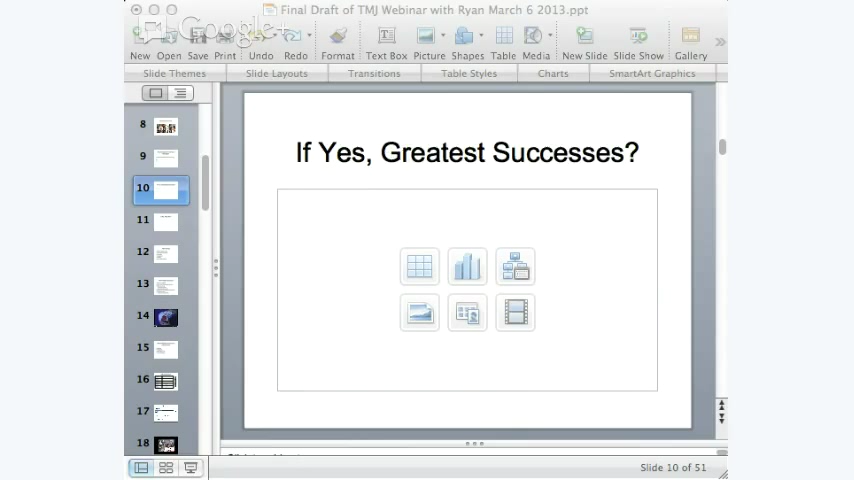 Final Draft of TMJ Webinar with Ryan March 6 2013.ppt
Google+
New Open Save Print Undo Redo Format Text Box Picture Shapes Table Media New Slide Slide Show Gallery
Slide Themes Slide Layouts Transitions Table Styles Charts SmartArt Graphics
8
9
10
11
12
13
14
15
16
17
18
If Yes, Greatest Successes?
Slide 10 of 51